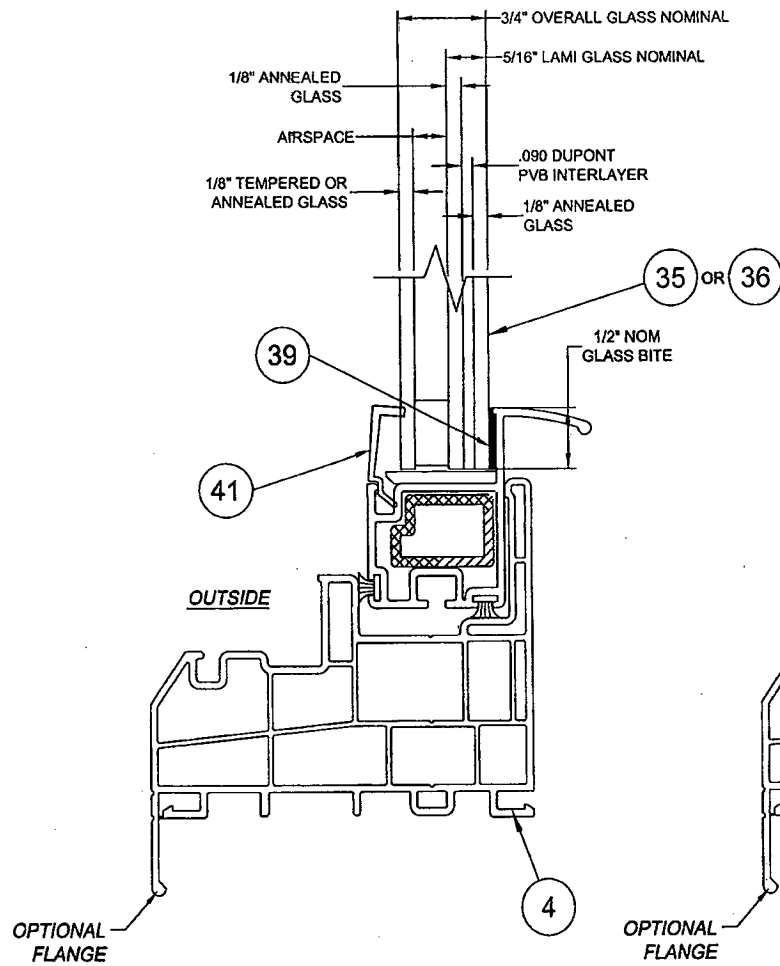 3/4" OVERALL GLASS NOMINAL
5/16" LAMI GLASS NOMINAL
1/8" ANNEALED
GLASS
AIRSPACE
.090 DUPONT
PVB INTERLAYER
1/8" TEMPERED OR
ANNEALED GLASS
1/8" ANNEALED
GLASS
35 OR 36
1/2" NOM
GLASS BITE
39
41
OUTSIDE
4
OPTIONAL
FLANGE
OPTIONAL
FLANGE